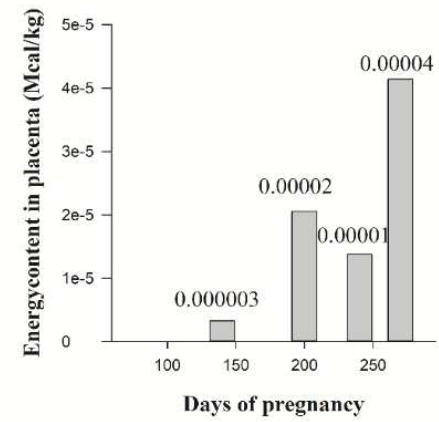 Energycontent in placenta (Mcal/kg)
5e-5
4e-5
3e-5
2e-5
1e-5
0
0.00004
0.00002
0.00001
0.000003
100
150
200
250
Days of pregnancy